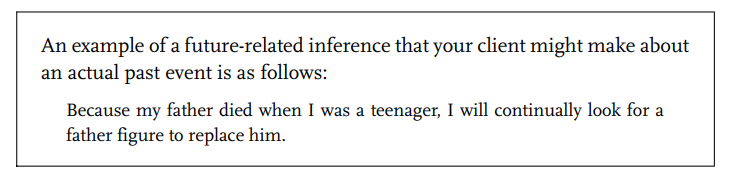 An example of a future-related inference that your client might make about
an actual past event is as follows:
Because my father died when I was a teenager, I will continually look for a
father figure to replace him.